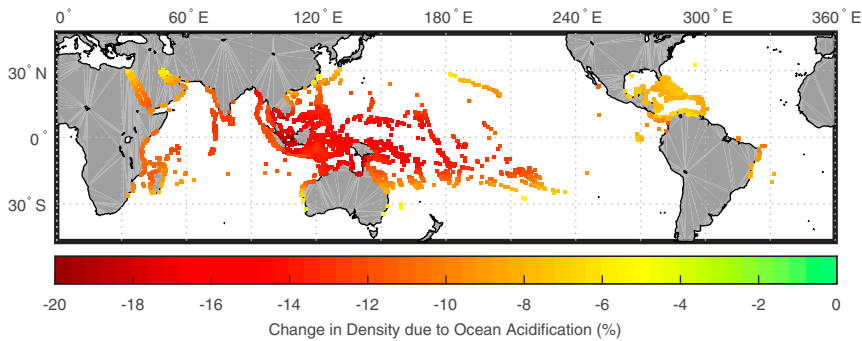 0° 60° E 120° E 180° E 240° E 300° E 360° E
30° N
0°
30° S
-20 -18 -16 -14 -12 -10 -8 -6 -4 -2 0
Change in Density due to Ocean Acidification (%)